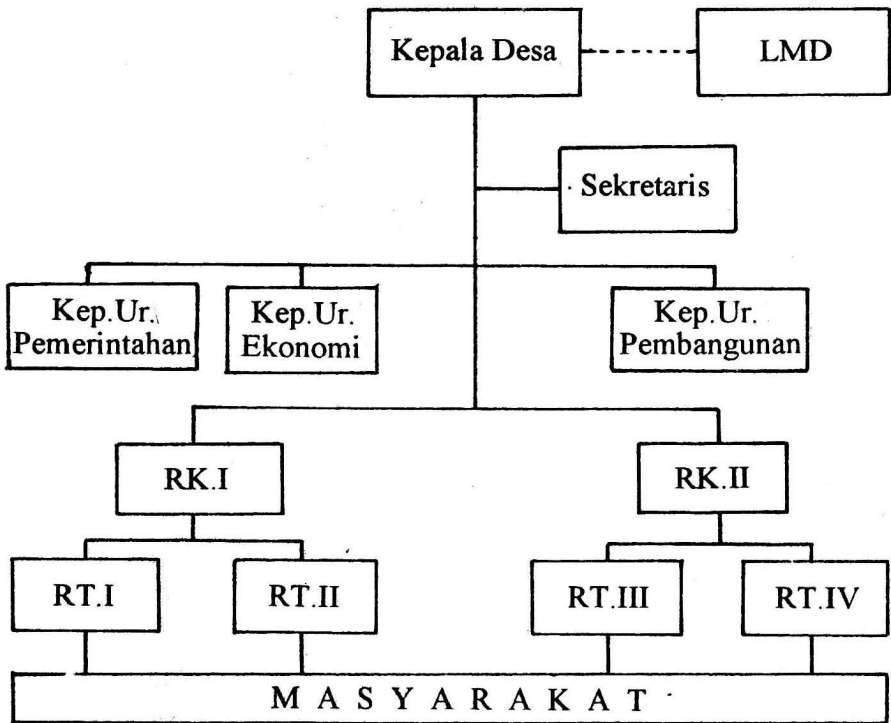 Kepala Desa
LMD
Sekretaris
Kep.Ur.
Pemerintahan
Kep.Ur.
Ekonomi
Kep.Ur.
Pembangunan
RK.I
RK.II
RT.I
RT.II
RT.III
RT.IV
M A S Y A R A K A T